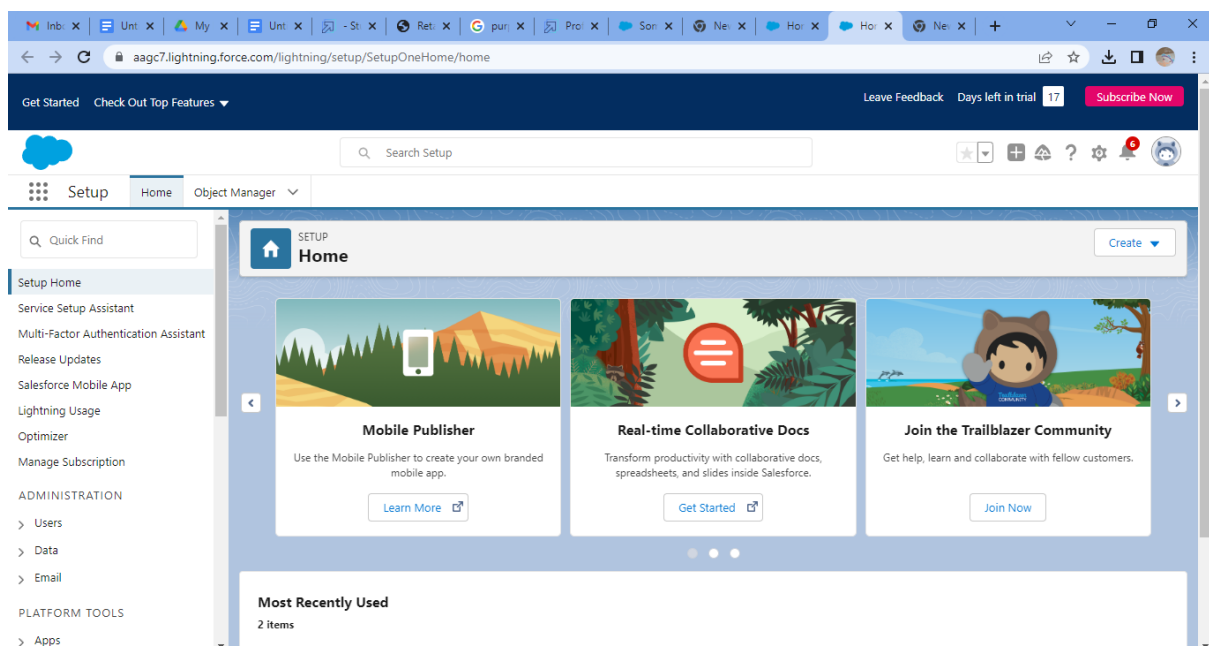 Inb Unt My Unt - St Ret pur Prof Son Nev Hor Hor Nev
aagc7.lightning.force.com/lightning/setup/SetupOneHome/home
Get Started Check Out Top Features Leave Feedback Days left in trial 17 Subscribe Now
Search Setup 6
Setup Home Object Manager
Quick Find
SETUP
Home
Create
Setup Home
Service Setup Assistant
Multi-Factor Authentication Assistant
Release Updates
Salesforce Mobile App
Lightning Usage
Optimizer
Manage Subscription
ADMINISTRATION
Users
Data
Email
PLATFORM TOOLS
Apps
Mobile Publisher
Use the Mobile Publisher to create your own branded
mobile app.
Learn More
Real-time Collaborative Docs
Transform productivity with collaborative docs,
spreadsheets, and slides inside Salesforce.
Get Started
Join the Trailblazer Community
Get help, learn and collaborate with fellow customers.
Join Now
Most Recently Used
2 items